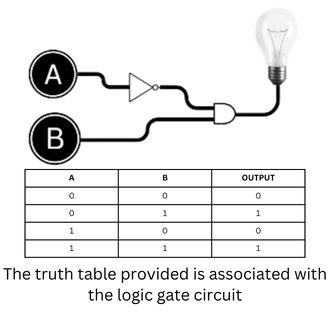 A
B
A B OUTPUT
0 0 0
0 1 1
1 0 0
1 1 1
The truth table provided is associated with
the logic gate circuit